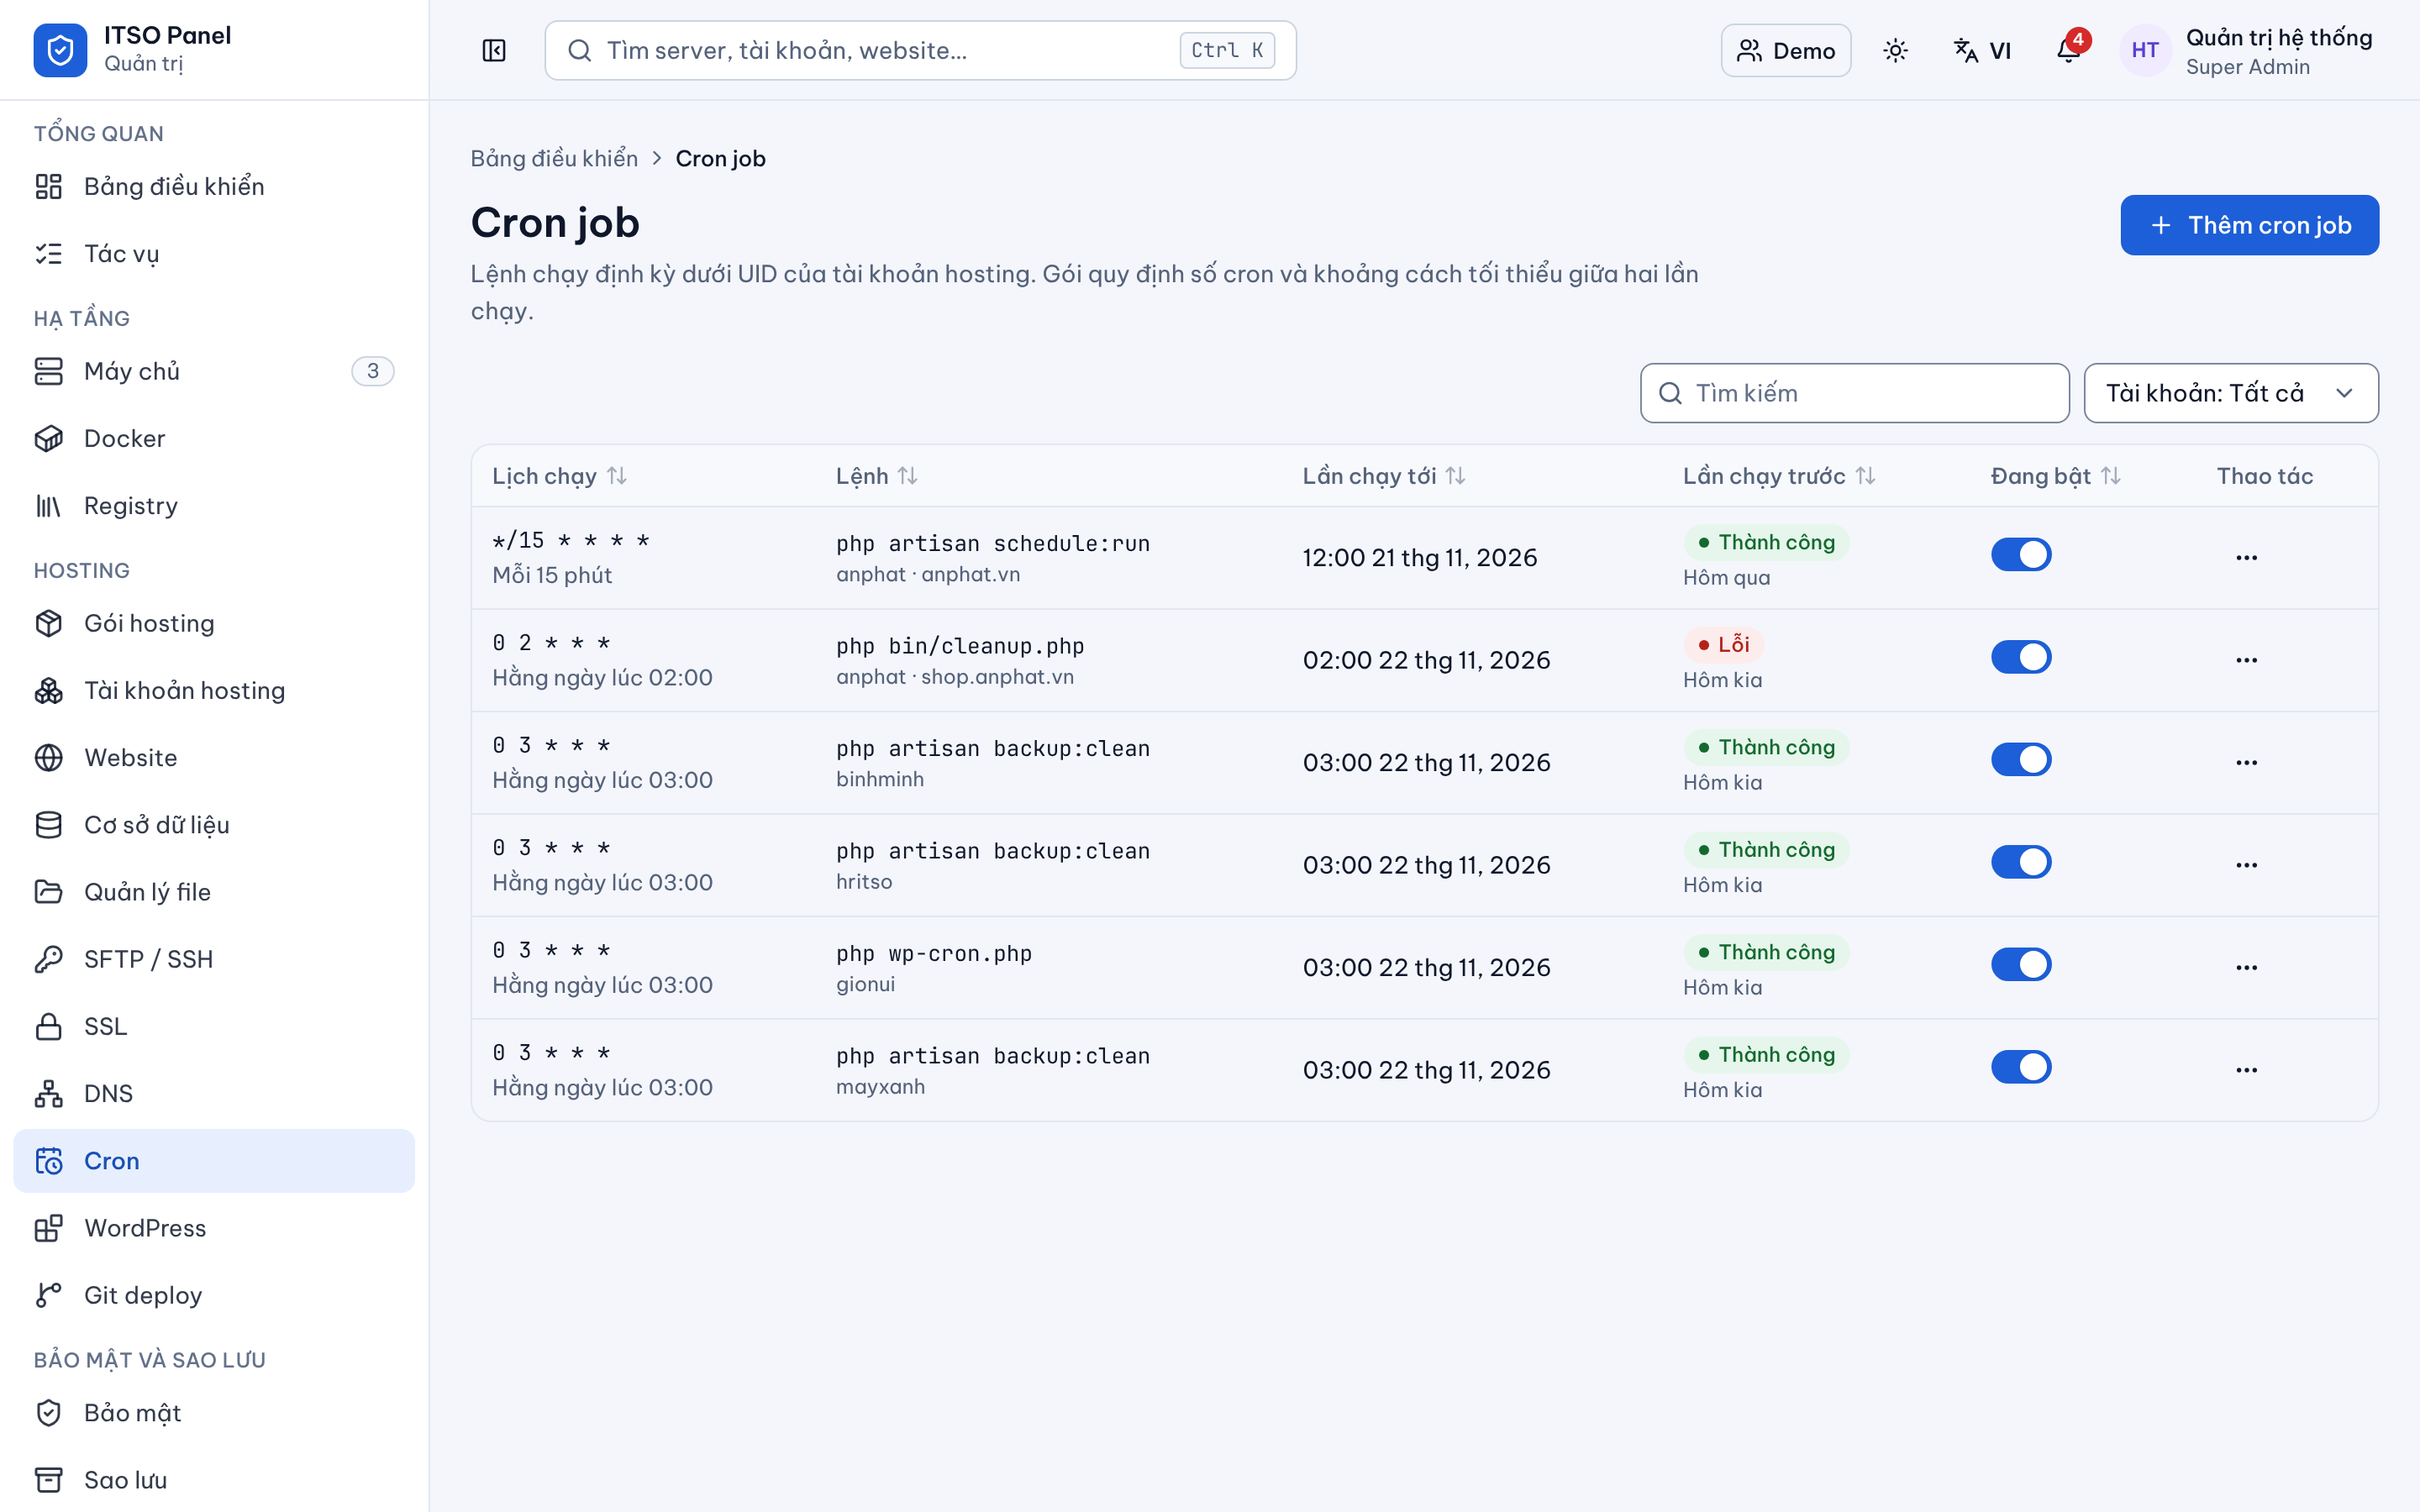 ITSO Panel
Quản trị
Tìm server, tài khoản, website...
Ctrl K
Demo
VI
4
HT
Quản trị hệ thống
Super Admin
TỔNG QUAN
Bảng điều khiển
Tác vụ
HẠ TẦNG
Máy chủ
3
Docker
Registry
HOSTING
Gói hosting
Tài khoản hosting
Website
Cơ sở dữ liệu
Quản lý file
SFTP / SSH
SSL
DNS
Cron
WordPress
Git deploy
BẢO MẬT VÀ SAO LƯU
Bảo mật
Sao lưu
Bảng điều khiển > Cron job
Cron job
Thêm cron job
Lệnh chạy định kỳ dưới UID của tài khoản hosting. Gói quy định số cron và khoảng cách tối thiểu giữa hai lần
chạy.
Tìm kiếm
Tài khoản: Tất cả
Lịch chạy Lệnh Lần chạy tới Lần chạy trước Đang bật Thao tác
*/15 * * * *
Mỗi 15 phút
php artisan schedule:run
anphat · anphat.vn
12:00 21 thg 11, 2026
Thành công
Hôm qua
0 2 * * *
Hằng ngày lúc 02:00
php bin/cleanup.php
anphat · shop.anphat.vn
02:00 22 thg 11, 2026
Lỗi
Hôm kia
0 3 * * *
Hằng ngày lúc 03:00
php artisan backup:clean
binhminh
03:00 22 thg 11, 2026
Thành công
Hôm kia
0 3 * * *
Hằng ngày lúc 03:00
php artisan backup:clean
hritso
03:00 22 thg 11, 2026
Thành công
Hôm kia
0 3 * * *
Hằng ngày lúc 03:00
php wp-cron.php
gionui
03:00 22 thg 11, 2026
Thành công
Hôm kia
0 3 * * *
Hằng ngày lúc 03:00
php artisan backup:clean
mayxanh
03:00 22 thg 11, 2026
Thành công
Hôm kia